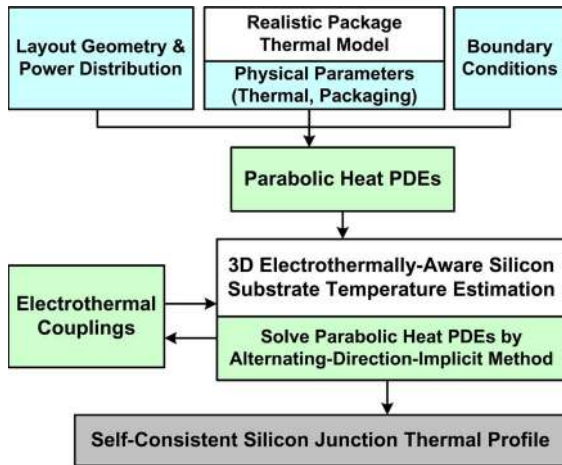 Layout Geometry &
Power Distribution
Realistic Package
Thermal Model
Physical Parameters
(Thermal, Packaging)
Boundary
Conditions
Parabolic Heat PDEs
Electrothermal
Couplings
3D Electrothermally-Aware Silicon
Substrate Temperature Estimation
Solve Parabolic Heat PDEs by
Alternating-Direction-Implicit Method
Self-Consistent Silicon Junction Thermal Profile